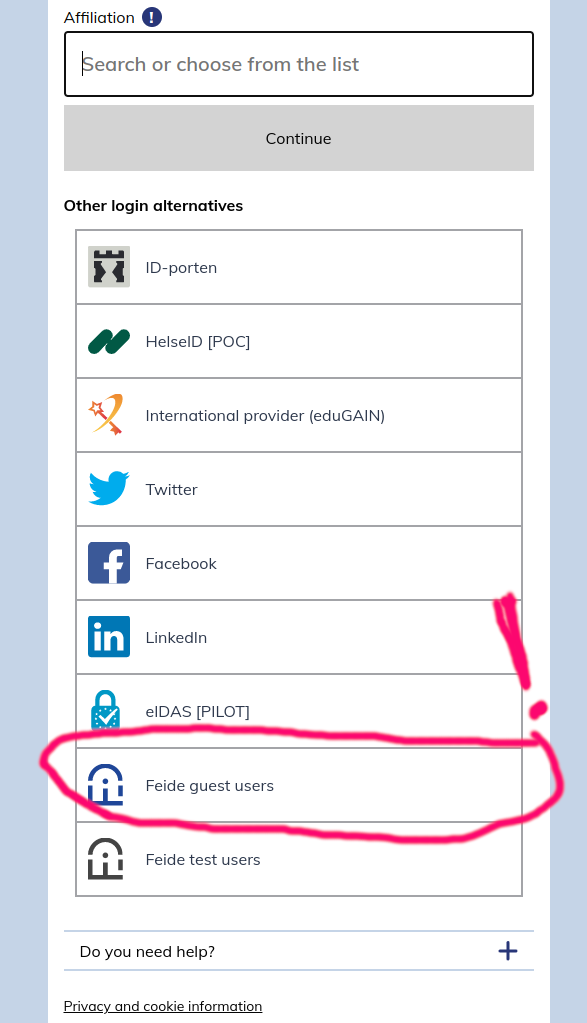 Affiliation
Search or choose from the list
Continue
Other login alternatives
ID-porten
HelseID [POC]
International provider (eduGAIN)
Twitter
Facebook
LinkedIn
eIDAS [PILOT]
Feide guest users
Feide test users
Do you need help?
Privacy and cookie information